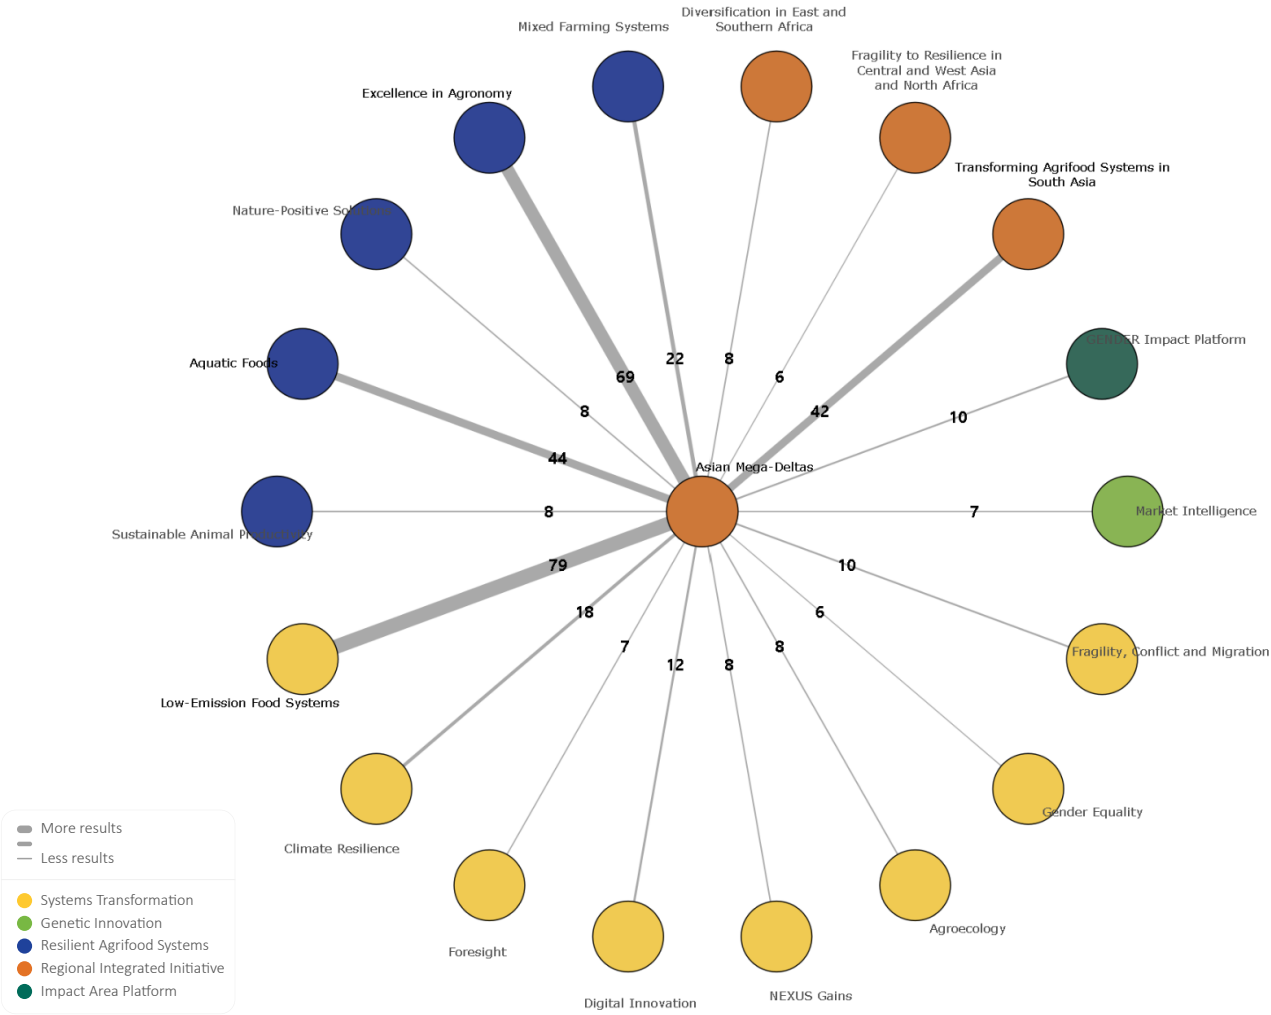 Diversification in East and
Southern Africa
Mixed Farming Systems
Fragility to Resilience in
Central and West Asia
and North Africa
Excellence in Agronomy
Transforming Agrifood Systems in
South Asia
Nature-Positive Solutions
GENDER Impact Platform
22
8
Aquatic Foods
69
6
8
42
10
44
Asian Mega-Deltas
8
7
Market Intelligence
Sustainable Animal Productivity
79
10
18
6
7
8
Fragility, Conflict and Migration
12
8
Low-Emission Food Systems
Gender Equality
Climate Resilience
Agroecology
Foresight
NEXUS Gains
Digital Innovation
More results
Less results
Systems Transformation
Genetic Innovation
Resilient Agrifood Systems
Regional Integrated Initiative
Impact Area Platform